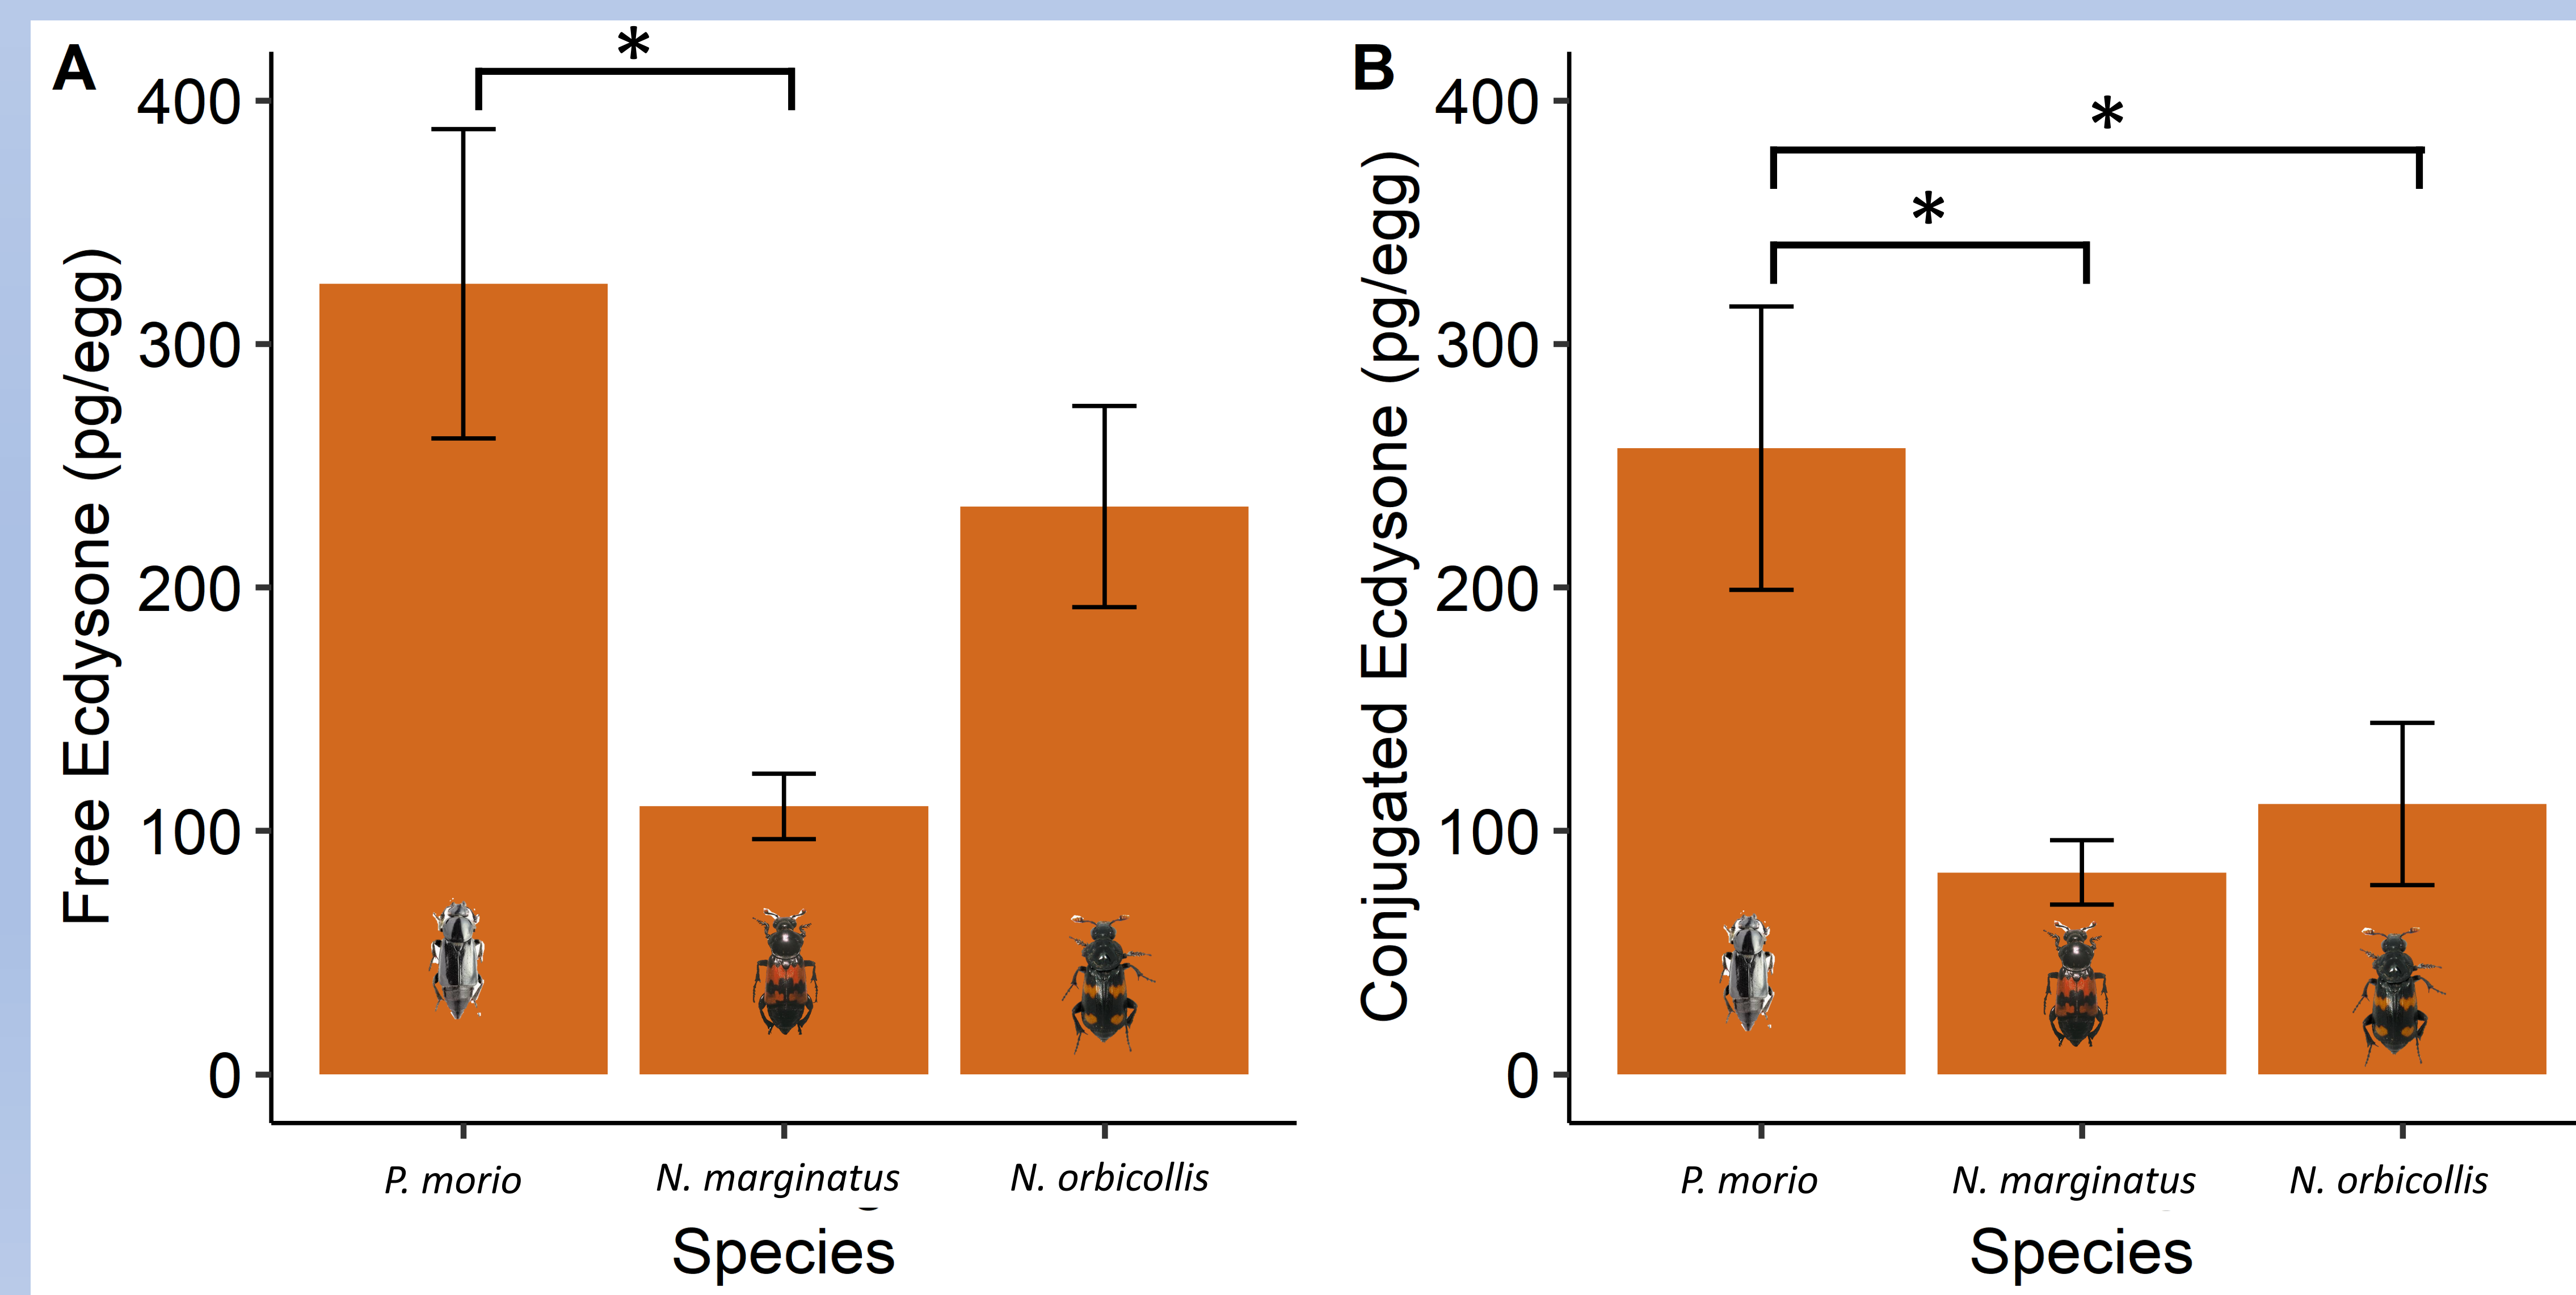 A
*
400
300
200
100
0
Free Ecdysone (pg/egg)
P. morio
N. marginatus
N. orbicollis
Species
B
*
*
400
300
200
100
0
Conjugated Ecdysone (pg/egg)
P. morio
N. marginatus
N. orbicollis
Species